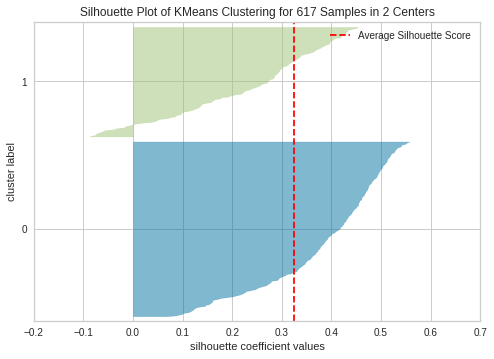 Silhouette Plot of KMeans Clustering for 617 Samples in 2 Centers
Average Silhouette Score
1
0
cluster label
−0.2 −0.1 0.0 0.1 0.2 0.3 0.4 0.5 0.6 0.7
silhouette coefficient values